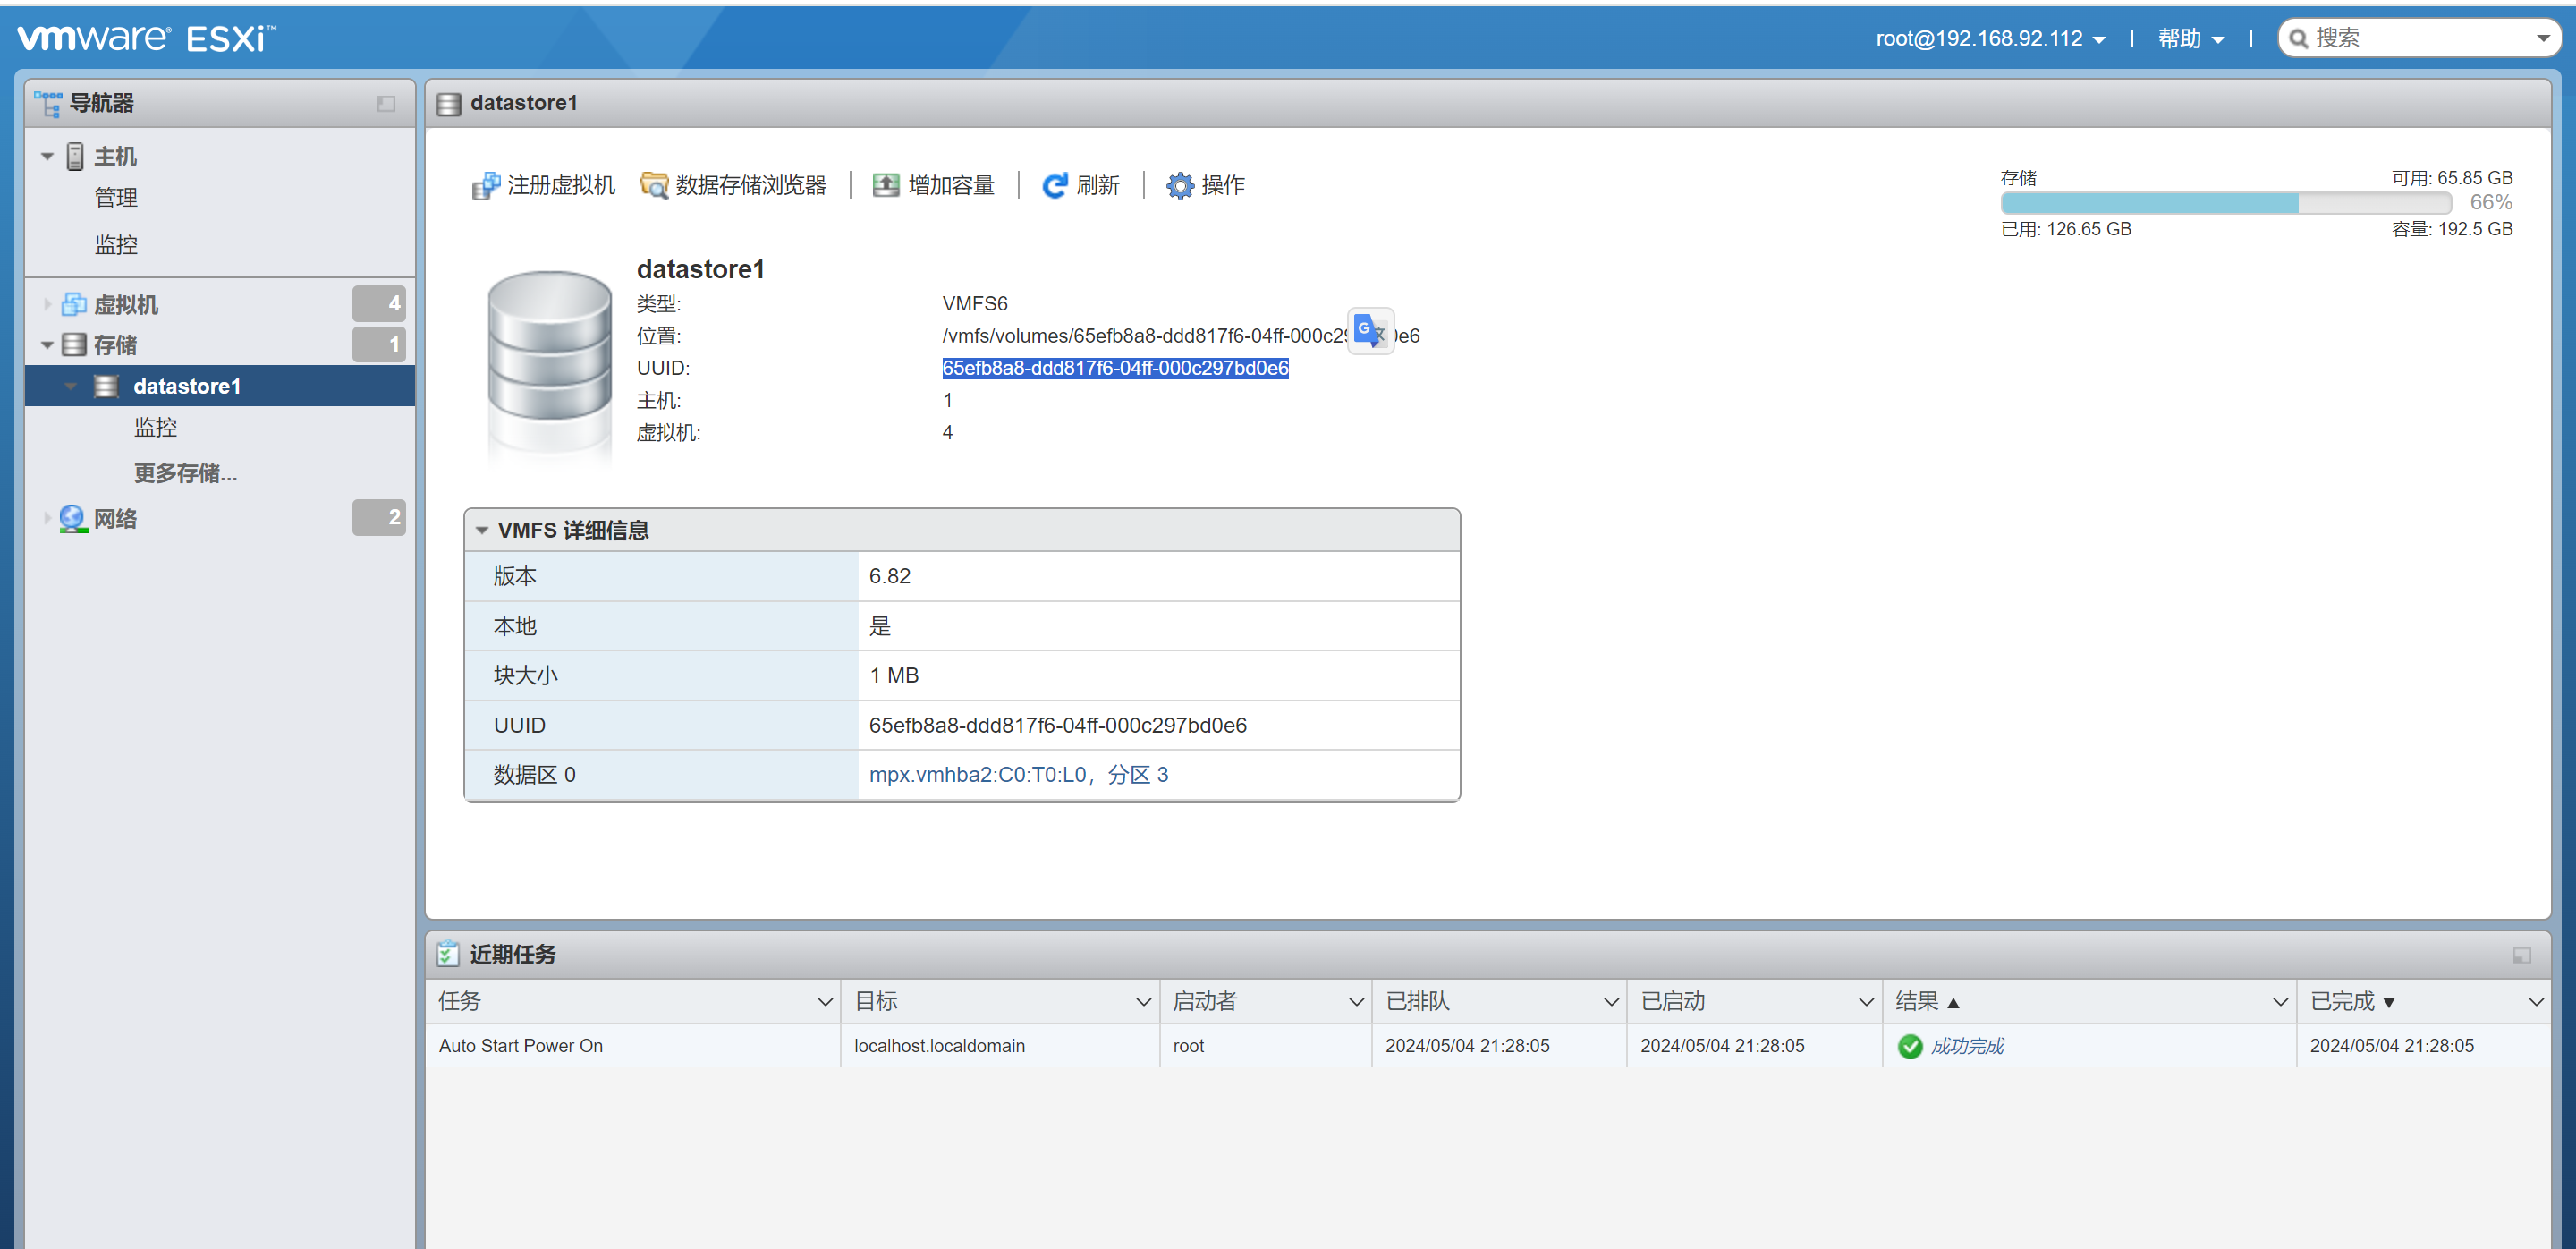 vmware® ESXi™
root@192.168.92.112 | 帮助 | 搜索
导航器
主机
管理
监控
虚拟机 4
存储 1
datastore1
监控
更多存储...
网络 2
datastore1
注册虚拟机 数据存储浏览器 | 增加容量 | 刷新 | 操作
存储 可用: 65.85 GB
66%
已用: 126.65 GB 容量: 192.5 GB
datastore1
类型: VMFS6
位置: /vmfs/volumes/65efb8a8-ddd817f6-04ff-000c29 0e6
UUID: 65efb8a8-ddd817f6-04ff-000c297bd0e6
主机: 1
虚拟机: 4
VMFS 详细信息
版本 6.82
本地 是
块大小 1 MB
UUID 65efb8a8-ddd817f6-04ff-000c297bd0e6
数据区 0 mpx.vmhba2:C0:T0:L0，分区 3
近期任务
任务 目标 启动者 已排队 已启动 结果 ▲ 已完成 ▼
Auto Start Power On localhost.localdomain root 2024/05/04 21:28:05 2024/05/04 21:28:05 成功完成 2024/05/04 21:28:05